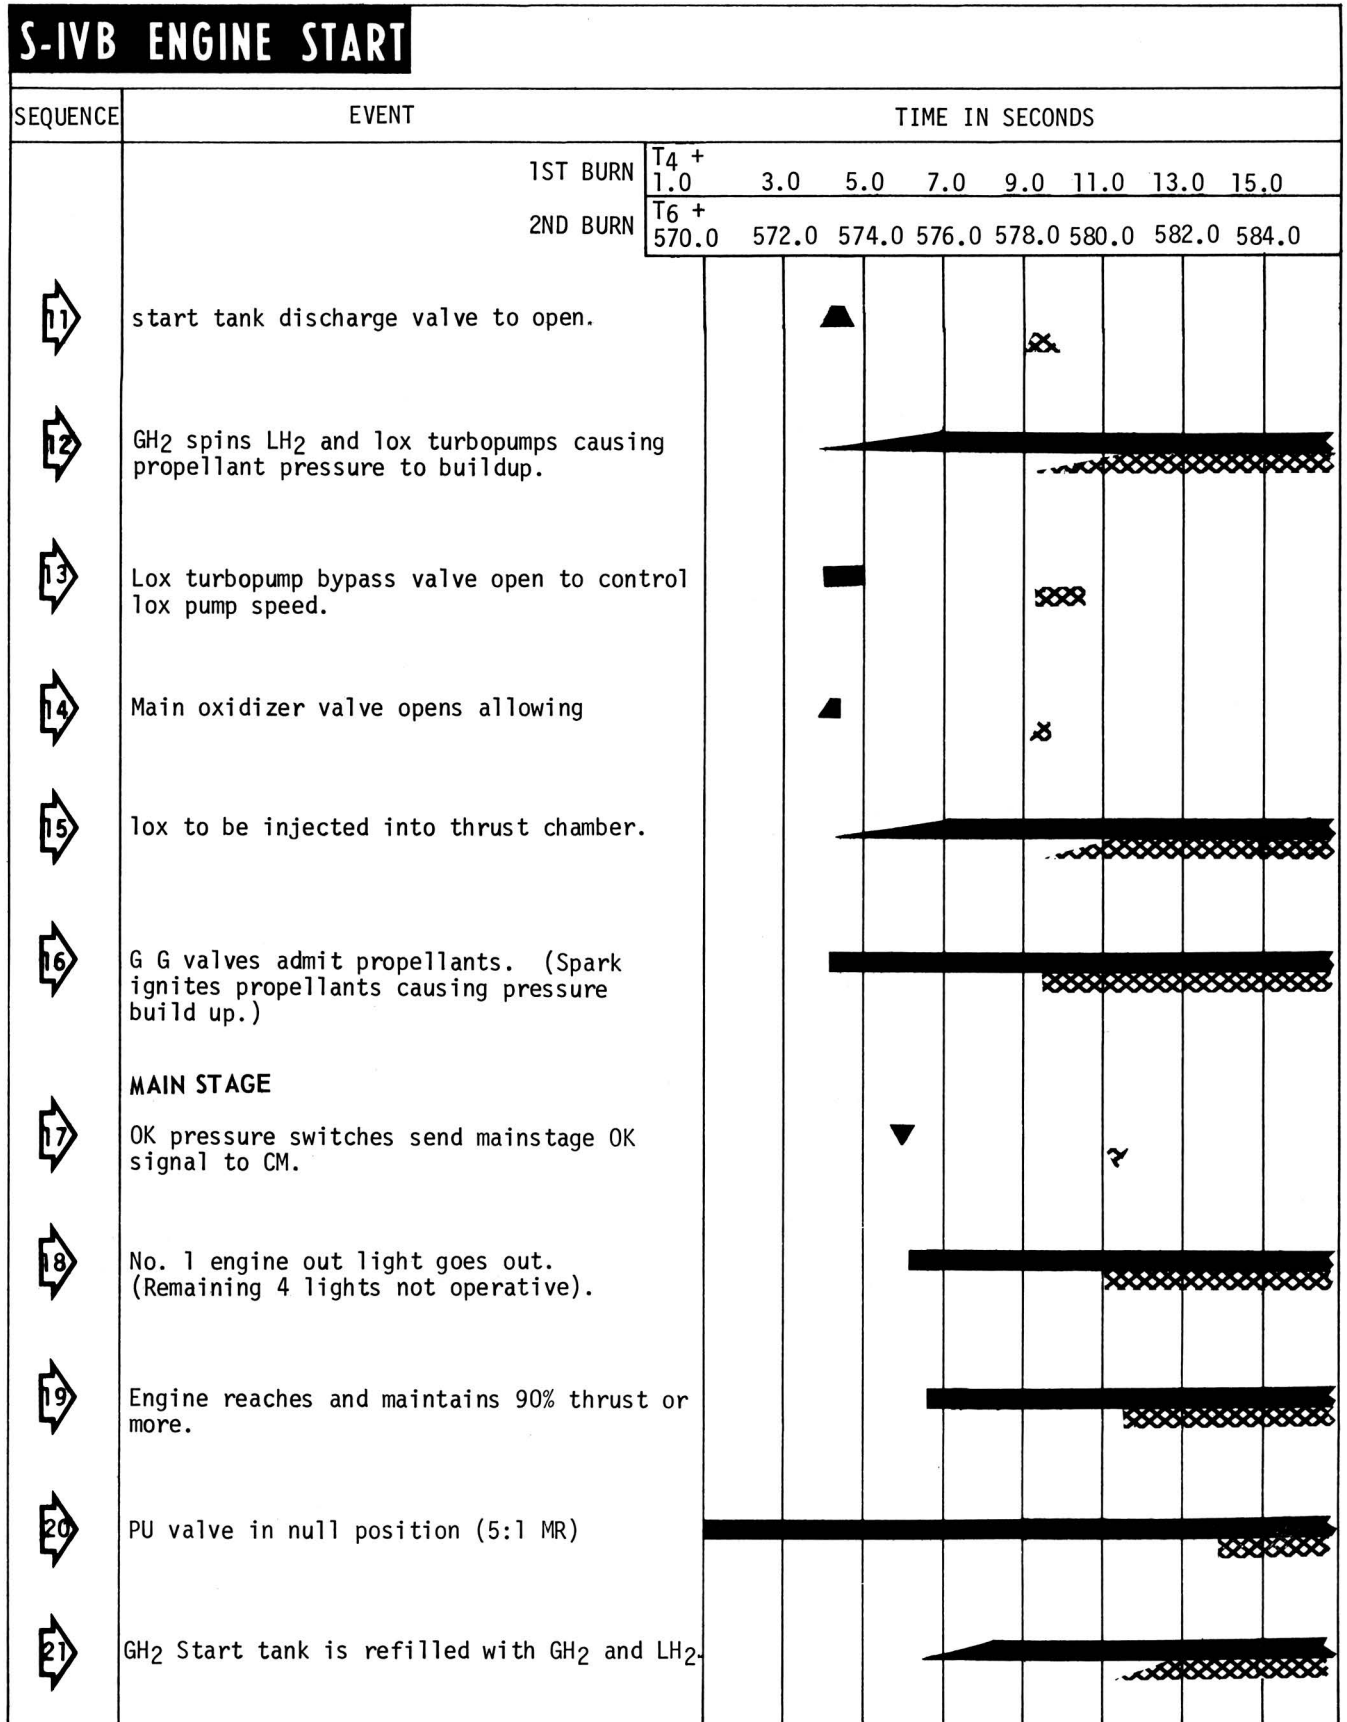 S-IVB ENGINE START
SEQUENCE EVENT TIME IN SECONDS
1ST BURN T4 +
1.0 3.0 5.0 7.0 9.0 11.0 13.0 15.0
2ND BURN T6 +
570.0 572.0 574.0 576.0 578.0 580.0 582.0 584.0
11 start tank discharge valve to open.
12 GH2 spins LH2 and lox turbopumps causing
propellant pressure to buildup.
13 Lox turbopump bypass valve open to control
lox pump speed.
14 Main oxidizer valve opens allowing
15 lox to be injected into thrust chamber.
16 G G valves admit propellants. (Spark
ignites propellants causing pressure
build up.)
MAIN STAGE
17 OK pressure switches send mainstage OK
signal to CM.
18 No. 1 engine out light goes out.
(Remaining 4 lights not operative).
19 Engine reaches and maintains 90% thrust or
more.
20 PU valve in null position (5:1 MR)
21 GH2 Start tank is refilled with GH2 and LH2.